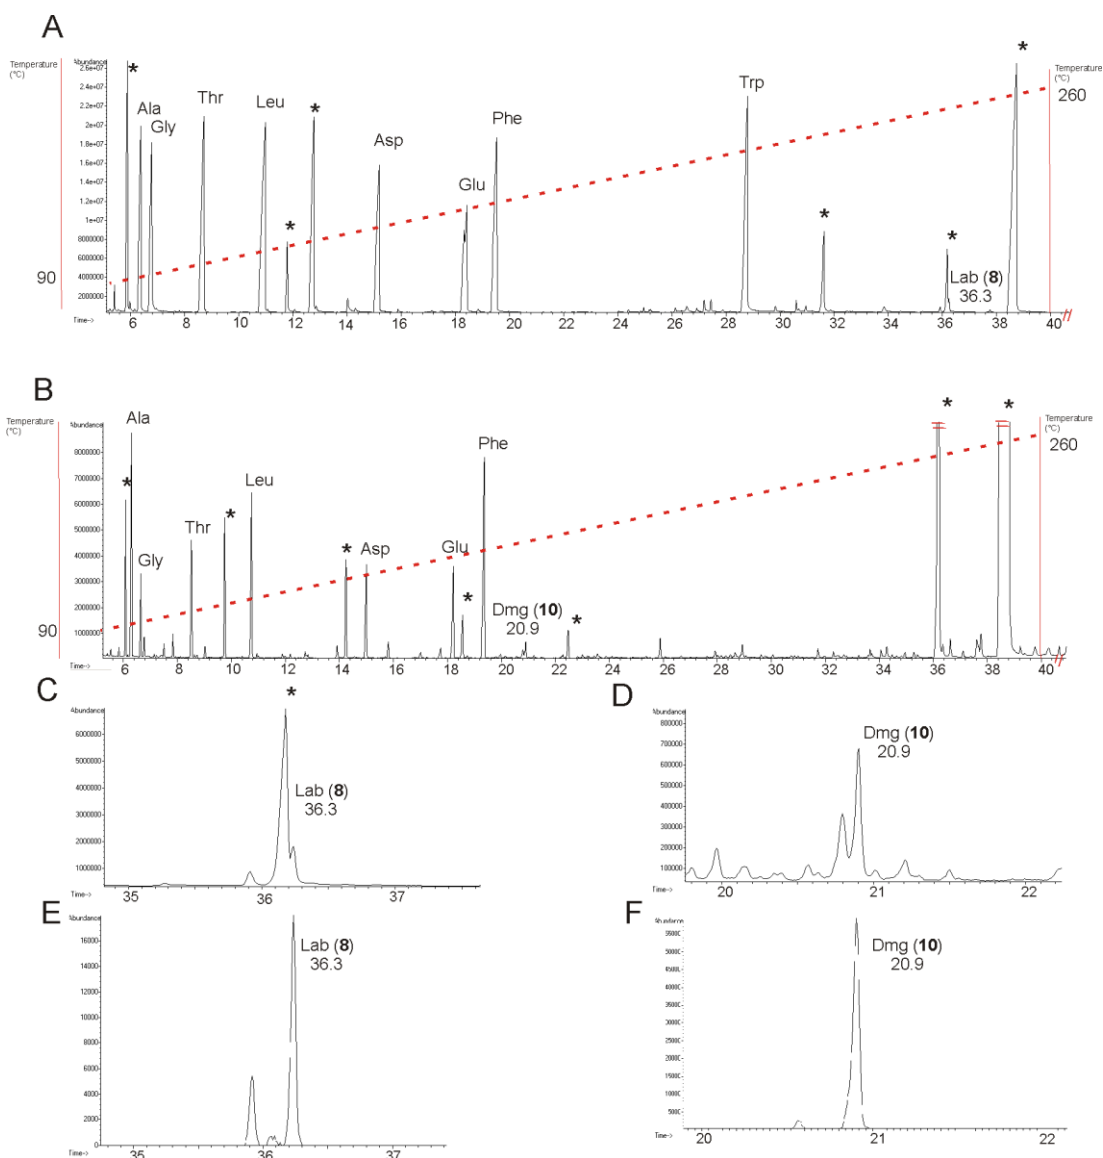 A
Temperature
(°C)
Abundance
2.6e+07
2.4e+07
2.2e+07
2e+07
1.8e+07
1.6e+07
1.4e+07
1.2e+07
1e+07
8000000
6000000
4000000
2000000
90
Time-->
*
Ala
Gly
Thr
Leu
*
*
Asp
Glu
Phe
Trp
*
*
Lab (8)
36.3
*
Temperature
(°C)
260
6 8 10 12 14 16 18 20 22 24 26 28 30 32 34 36 38 40
B
Temperature
(°C)
Abundance
8000000
7000000
6000000
5000000
4000000
3000000
2000000
1000000
90
Time-->
Ala
*
Gly
Thr
*
Leu
*
Asp
Glu
*
Phe
Dmg (10)
20.9
*
*
*
Temperature
(°C)
260
6 8 10 12 14 16 18 20 22 24 26 28 30 32 34 36 38 40
C
Abundance
6000000
5000000
4000000
3000000
2000000
1000000
Time-->
*
Lab (8)
36.3
35 36 37
D
Abundance
800000
700000
600000
500000
400000
300000
200000
100000
Time-->
Dmg (10)
20.9
20 21 22
E
Abundance
16000
14000
12000
10000
8000
6000
4000
2000
0
Time-->
Lab (8)
36.3
35 36 37
F
Abundance
Time-->
Dmg (10)
20.9
20 21 22